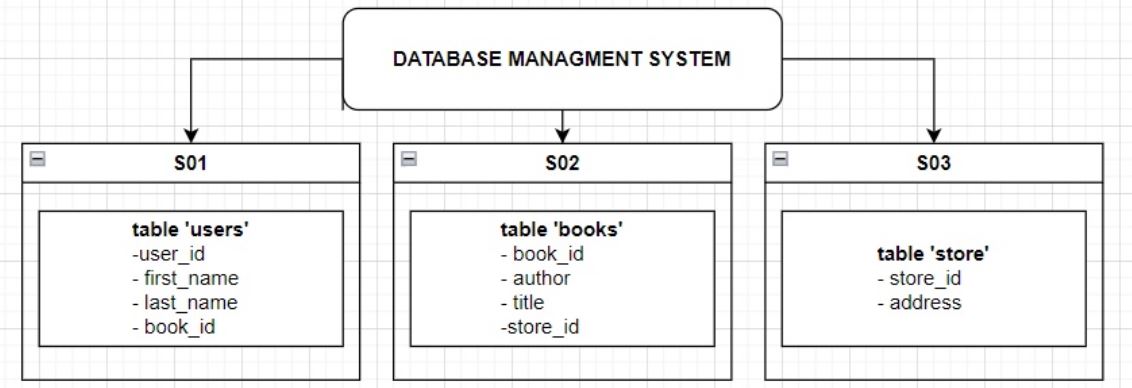 DATABASE MANAGMENT SYSTEM
S01
table 'users'
-user_id
- first_name
- last_name
- book_id
S02
table 'books'
- book_id
- author
- title
-store_id
S03
table 'store'
- store_id
- address